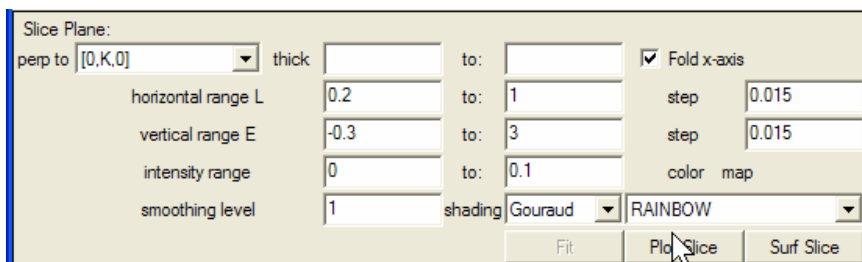 Slice Plane:
perp to [0,K,0] thick to: Fold x-axis
horizontal range L 0.2 to: 1 step 0.015
vertical range E -0.3 to: 3 step 0.015
intensity range 0 to: 0.1 color map
smoothing level 1 shading Gouraud RAINBOW
Fit Plot Slice Surf Slice